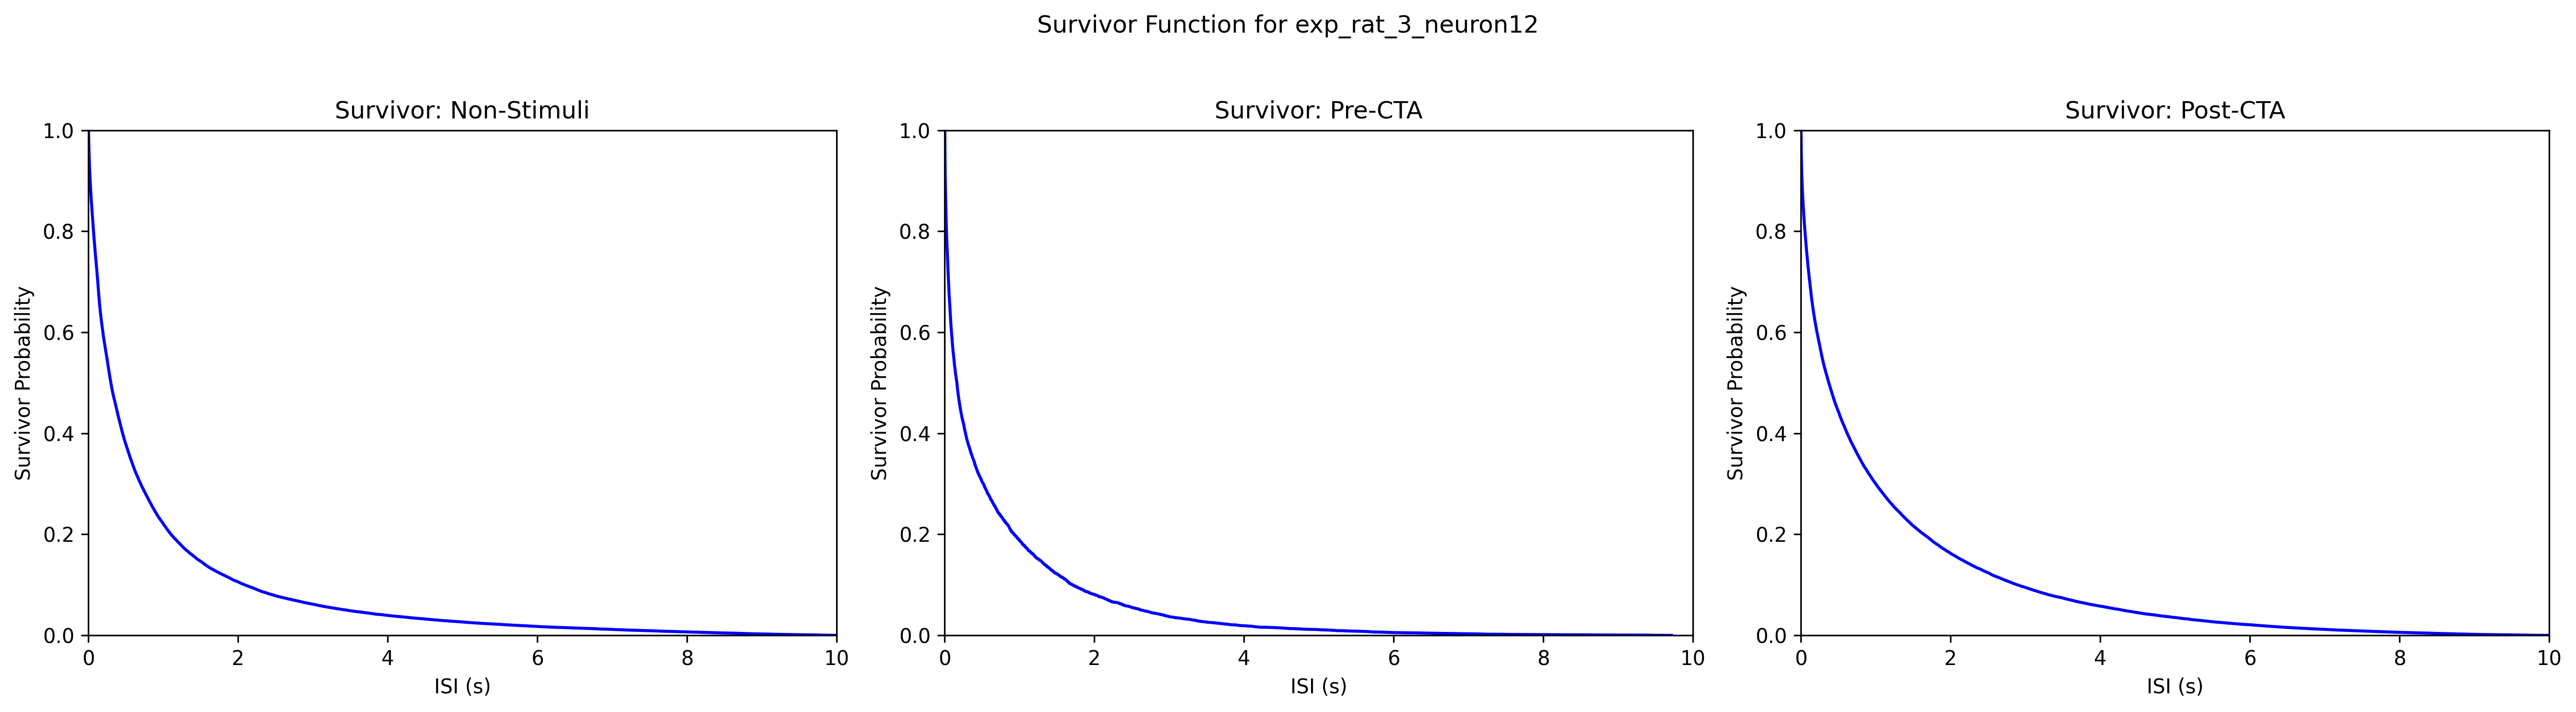 Survivor Function for exp_rat_3_neuron12
Survivor: Non-Stimuli
1.0
0.8
0.6
0.4
0.2
0.0
Survivor Probability
0 2 4 6 8 10
ISI (s)
Survivor: Pre-CTA
1.0
0.8
0.6
0.4
0.2
0.0
Survivor Probability
0 2 4 6 8 10
ISI (s)
Survivor: Post-CTA
1.0
0.8
0.6
0.4
0.2
0.0
Survivor Probability
0 2 4 6 8 10
ISI (s)